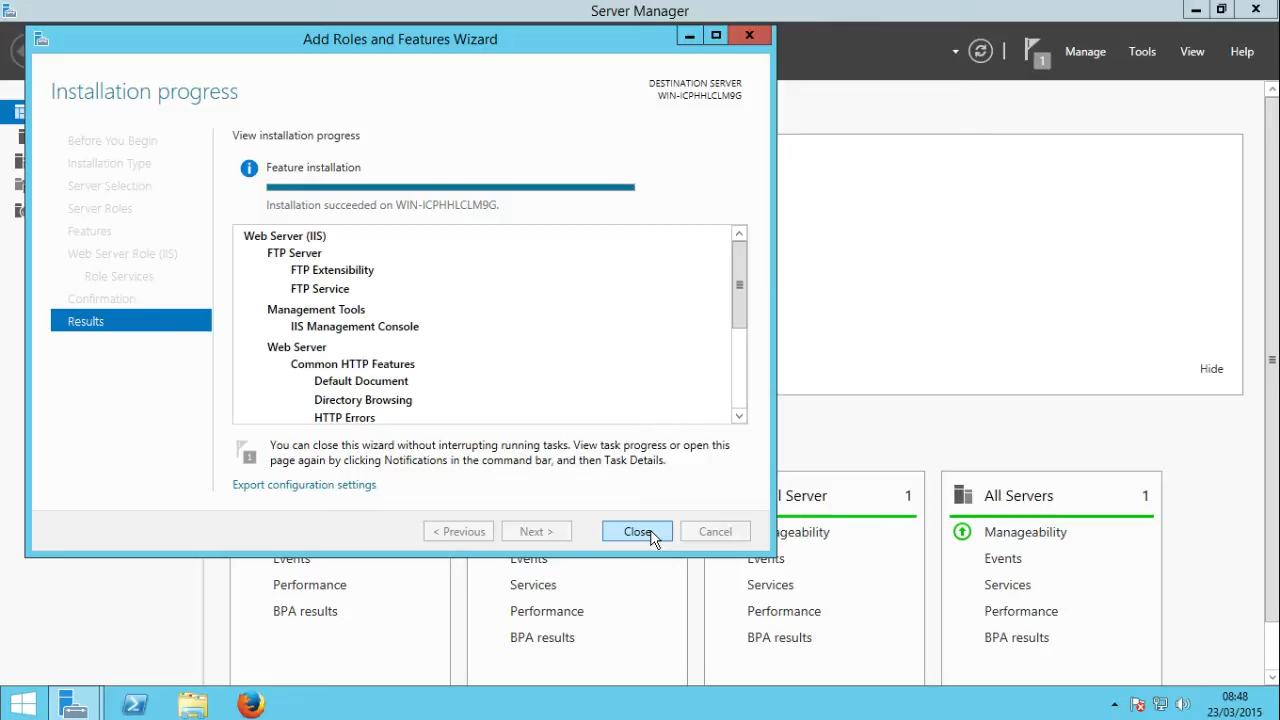 Server Manager
Manage Tools View Help
1
Add Roles and Features Wizard
Installation progress
DESTINATION SERVER
WIN-ICPHHLCLM9G
Before You Begin
Installation Type
Server Selection
Server Roles
Features
Web Server Role (IIS)
Role Services
Confirmation
Results
View installation progress
Feature installation
Installation succeeded on WIN-ICPHHLCLM9G.
Web Server (IIS)
FTP Server
FTP Extensibility
FTP Service
Management Tools
IIS Management Console
Web Server
Common HTTP Features
Default Document
Directory Browsing
HTTP Errors
1
You can close this wizard without interrupting running tasks. View task progress or open this
page again by clicking Notifications in the command bar, and then Task Details.
Export configuration settings
< Previous Next > Close Cancel
Hide
Server 1
All Servers 1
Manageability
Events Events Events Events
Performance Services Services Services
BPA results Performance Performance Performance
BPA results BPA results BPA results
08:48
23/03/2015